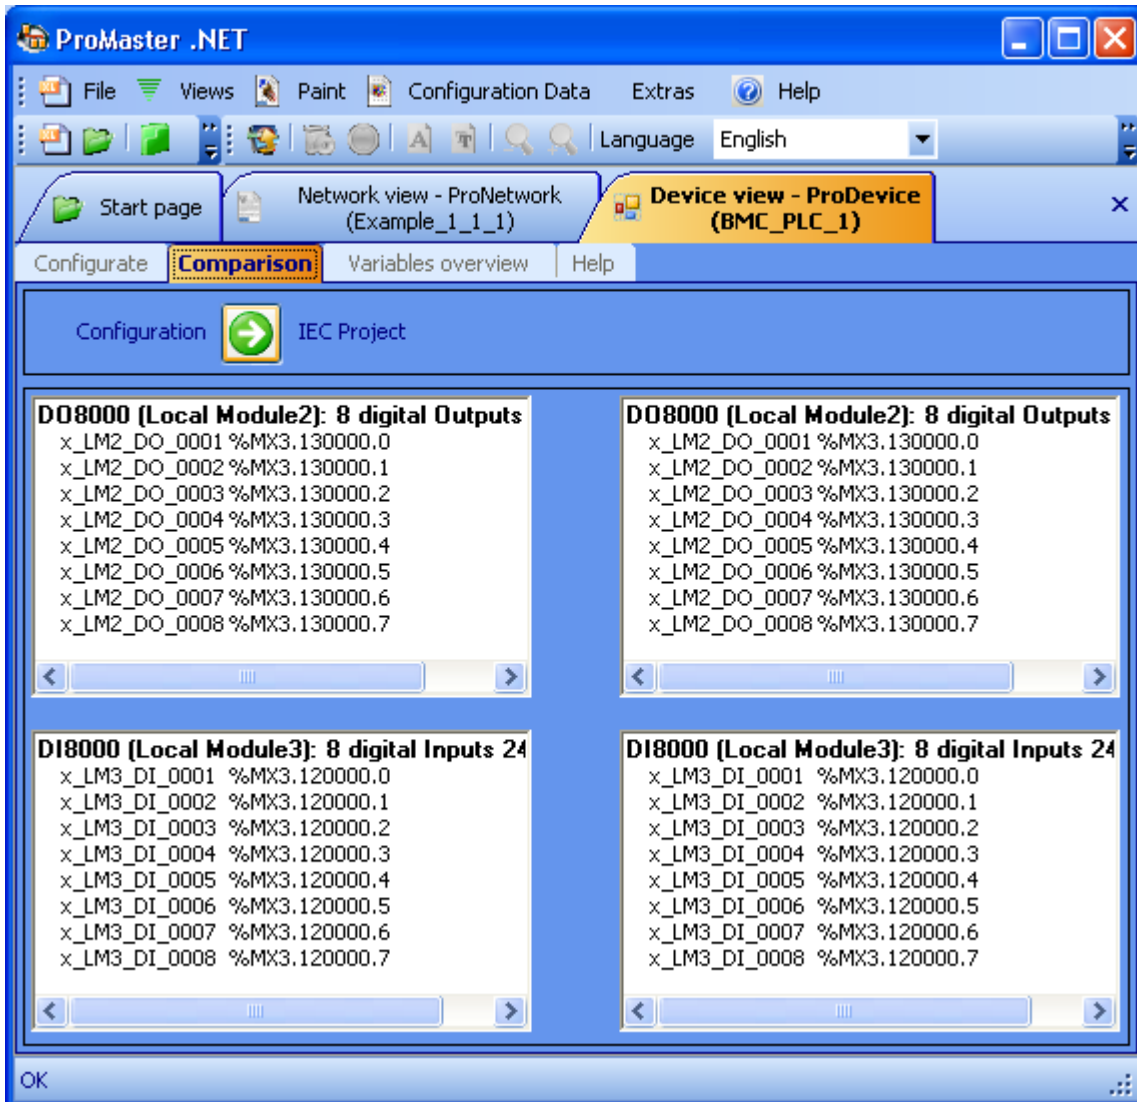 ProMaster .NET
File Views Paint Configuration Data Extras Help
Language English
Start page
Network view - ProNetwork
(Example_1_1_1)
Device view - ProDevice
(BMC_PLC_1)
Configurate Comparison Variables overview Help
Configuration IEC Project
DO8000 (Local Module2): 8 digital Outputs
x_LM2_DO_0001 %MX3.130000.0
x_LM2_DO_0002 %MX3.130000.1
x_LM2_DO_0003 %MX3.130000.2
x_LM2_DO_0004 %MX3.130000.3
x_LM2_DO_0005 %MX3.130000.4
x_LM2_DO_0006 %MX3.130000.5
x_LM2_DO_0007 %MX3.130000.6
x_LM2_DO_0008 %MX3.130000.7
DO8000 (Local Module2): 8 digital Outputs
x_LM2_DO_0001 %MX3.130000.0
x_LM2_DO_0002 %MX3.130000.1
x_LM2_DO_0003 %MX3.130000.2
x_LM2_DO_0004 %MX3.130000.3
x_LM2_DO_0005 %MX3.130000.4
x_LM2_DO_0006 %MX3.130000.5
x_LM2_DO_0007 %MX3.130000.6
x_LM2_DO_0008 %MX3.130000.7
DI8000 (Local Module3): 8 digital Inputs 24
x_LM3_DI_0001 %MX3.120000.0
x_LM3_DI_0002 %MX3.120000.1
x_LM3_DI_0003 %MX3.120000.2
x_LM3_DI_0004 %MX3.120000.3
x_LM3_DI_0005 %MX3.120000.4
x_LM3_DI_0006 %MX3.120000.5
x_LM3_DI_0007 %MX3.120000.6
x_LM3_DI_0008 %MX3.120000.7
DI8000 (Local Module3): 8 digital Inputs 24
x_LM3_DI_0001 %MX3.120000.0
x_LM3_DI_0002 %MX3.120000.1
x_LM3_DI_0003 %MX3.120000.2
x_LM3_DI_0004 %MX3.120000.3
x_LM3_DI_0005 %MX3.120000.4
x_LM3_DI_0006 %MX3.120000.5
x_LM3_DI_0007 %MX3.120000.6
x_LM3_DI_0008 %MX3.120000.7
OK